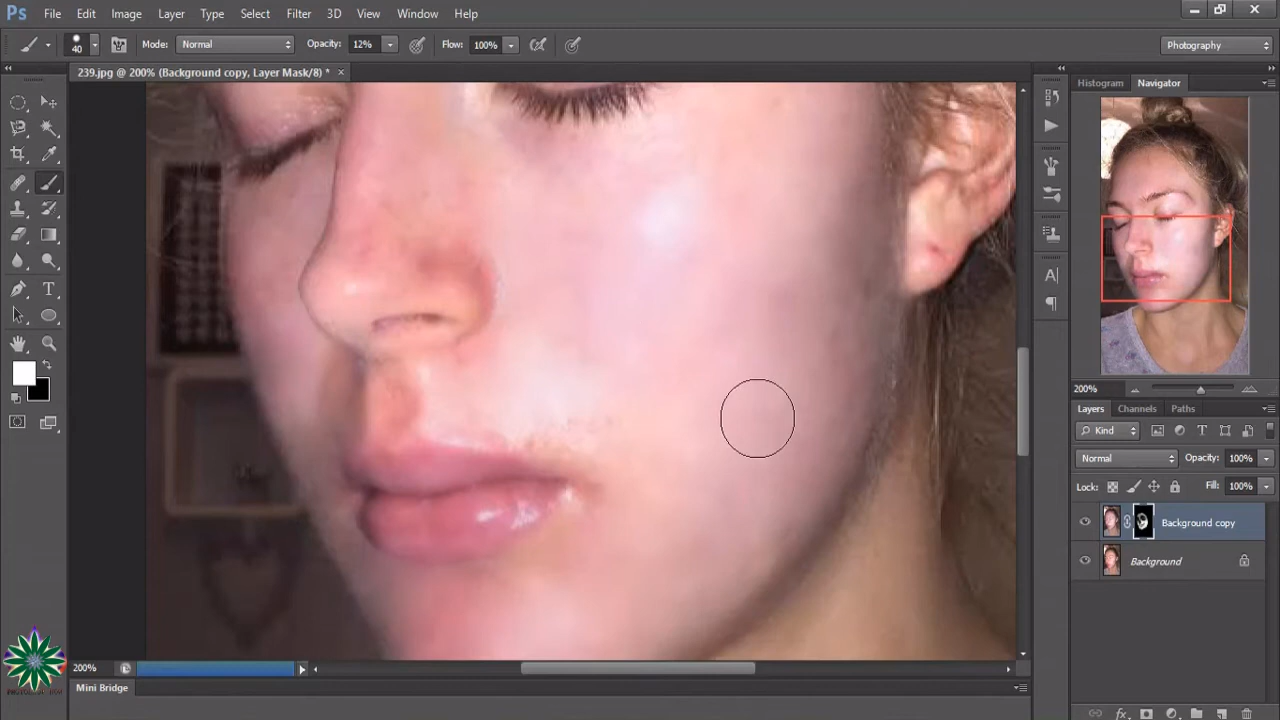 Ps File Edit Image Layer Type Select Filter 3D View Window Help
40 Mode: Normal Opacity: 12% Flow: 100% Photography
239.jpg @ 200% (Background copy, Layer Mask/8) * ×
Histogram Navigator
200%
Layers Channels Paths
Kind
Normal Opacity: 100%
Lock: Fill: 100%
Background copy
Background
200%
Mini Bridge